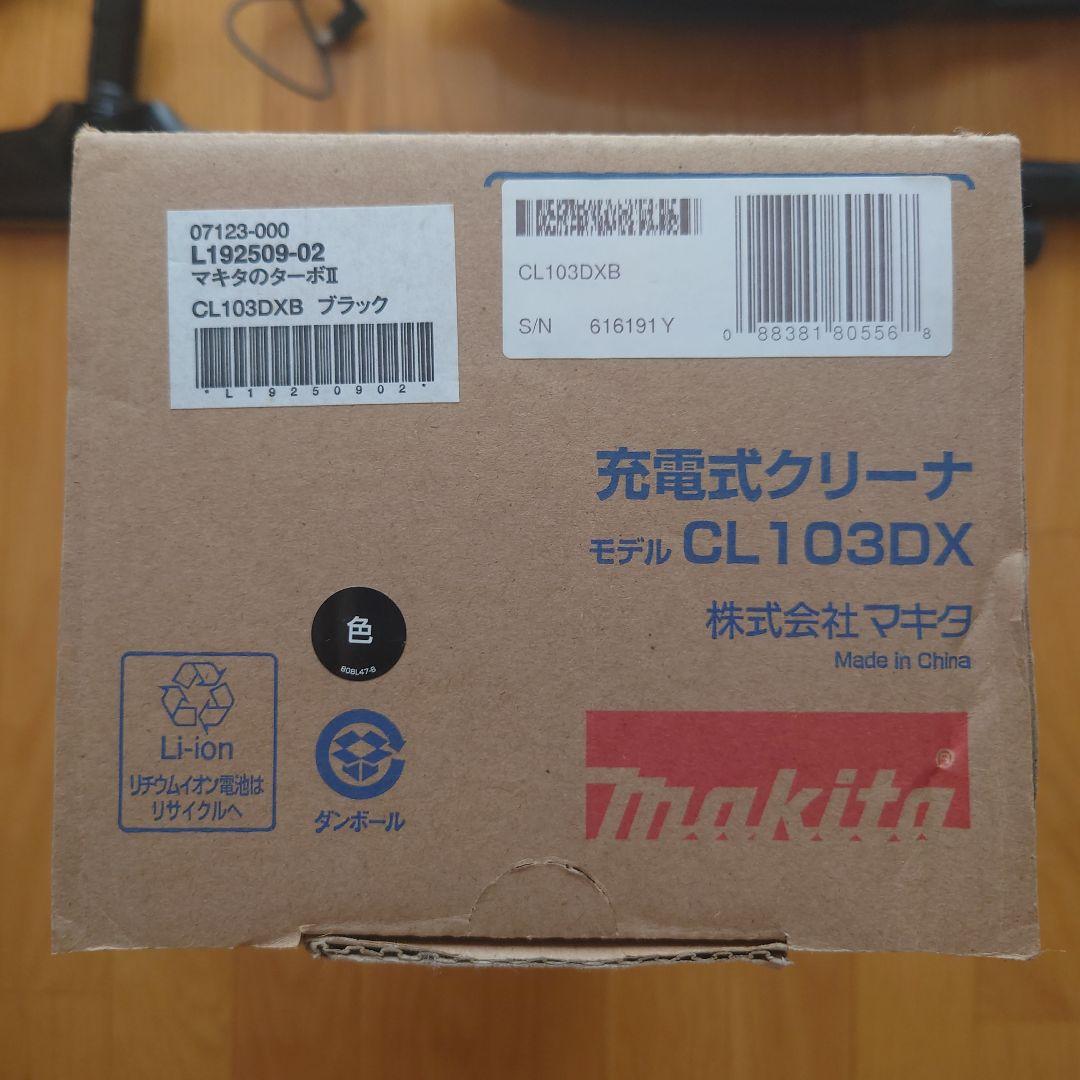 07123-000
L192509-02
マキタのターボⅡ
CL103DXB ブラック
*L19250902*
CL103DXB
S/N 616191Y
0 88381 80556 8
充電式クリーナ
モデル CL103DX
株式会社マキタ
Made in China
色
808L47-8
Li-ion
リチウムイオン電池は
リサイクルへ
ダンボール
makita®